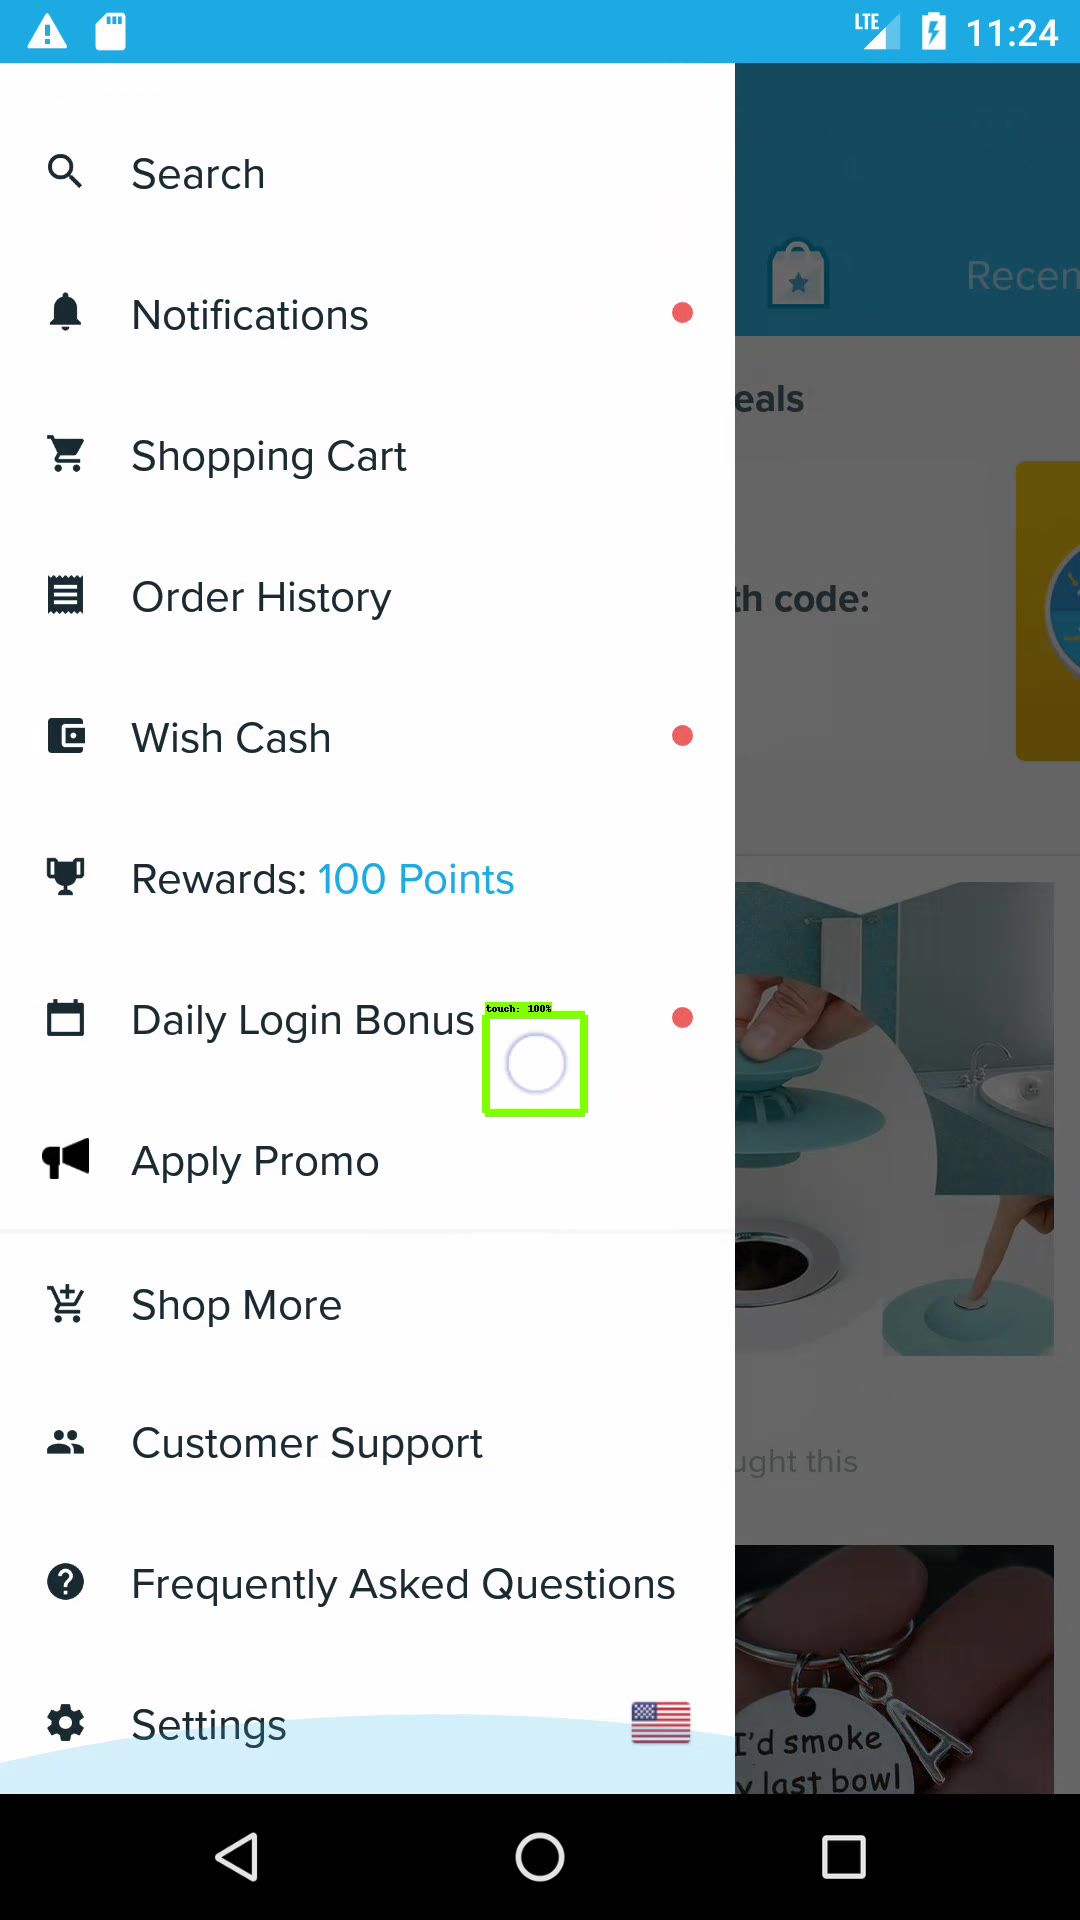 LTE 11:24
Search
Recen
Notifications
eals
Shopping Cart
Order History
th code:
Wish Cash
Rewards: 100 Points
touch: 100%
Daily Login Bonus
Apply Promo
Shop More
Customer Support
ught this
Frequently Asked Questions
Settings
I'd smoke
y last bowl
A